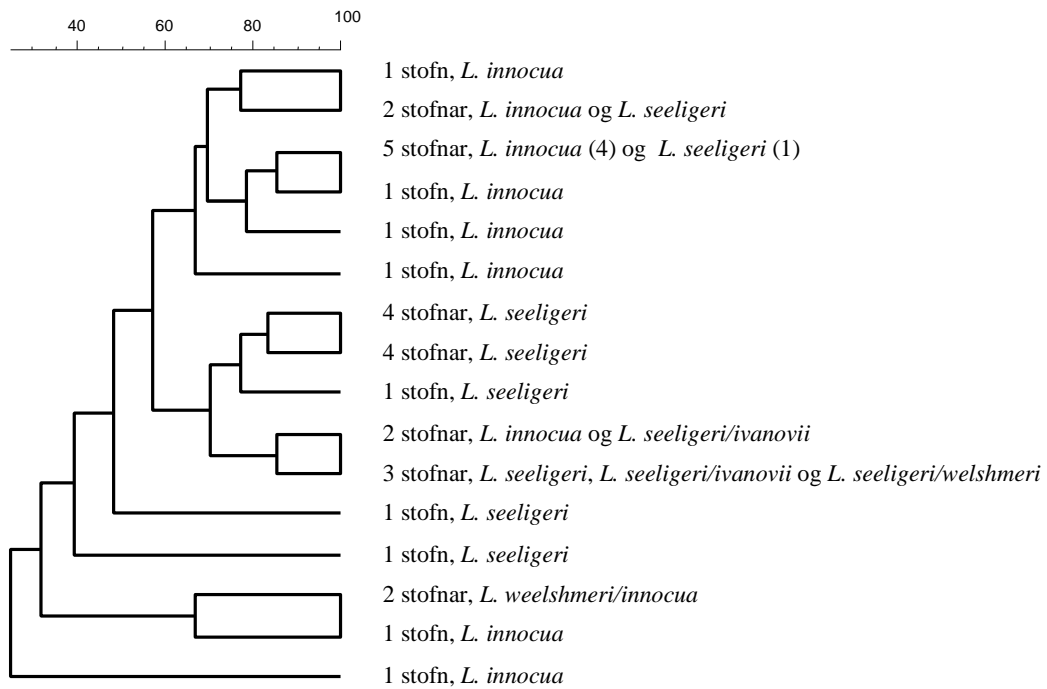 40 60 80 100
1 stofn, L. innocua
2 stofnar, L. innocua og L. seeligeri
5 stofnar, L. innocua (4) og L. seeligeri (1)
1 stofn, L. innocua
1 stofn, L. innocua
1 stofn, L. innocua
4 stofnar, L. seeligeri
4 stofnar, L. seeligeri
1 stofn, L. seeligeri
2 stofnar, L. innocua og L. seeligeri/ivanovii
3 stofnar, L. seeligeri, L. seeligeri/ivanovii og L. seeligeri/welshmeri
1 stofn, L. seeligeri
1 stofn, L. seeligeri
2 stofnar, L. weelshmeri/innocua
1 stofn, L. innocua
1 stofn, L. innocua